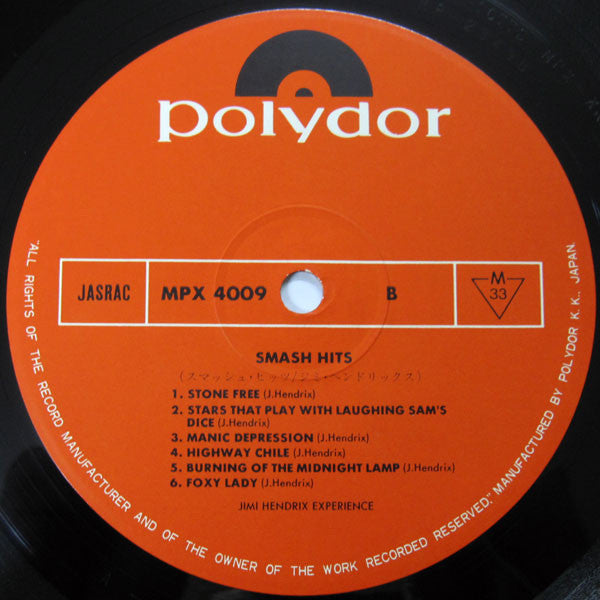 polydor
JASRAC
MPX 4009
B
M
33
SMASH HITS
(スマッシュ・ヒッツ/ジミ・ヘンドリックス)
1. STONE FREE (J.Hendrix)
2. STARS THAT PLAY WITH LAUGHING SAM'S
DICE (J.Hendrix)
3. MANIC DEPRESSION (J.Hendrix)
4. HIGHWAY CHILE (J.Hendrix)
5. BURNING OF THE MIDNIGHT LAMP (J.Hendrix)
6. FOXY LADY (J.Hendrix)
JIMI HENDRIX EXPERIENCE
"ALL RIGHTS OF THE RECORD MANUFACTURER AND OF THE OWNER OF THE WORK RECORDED RESERVED." MANUFACTURED BY POLYDOR K.K., JAPAN.